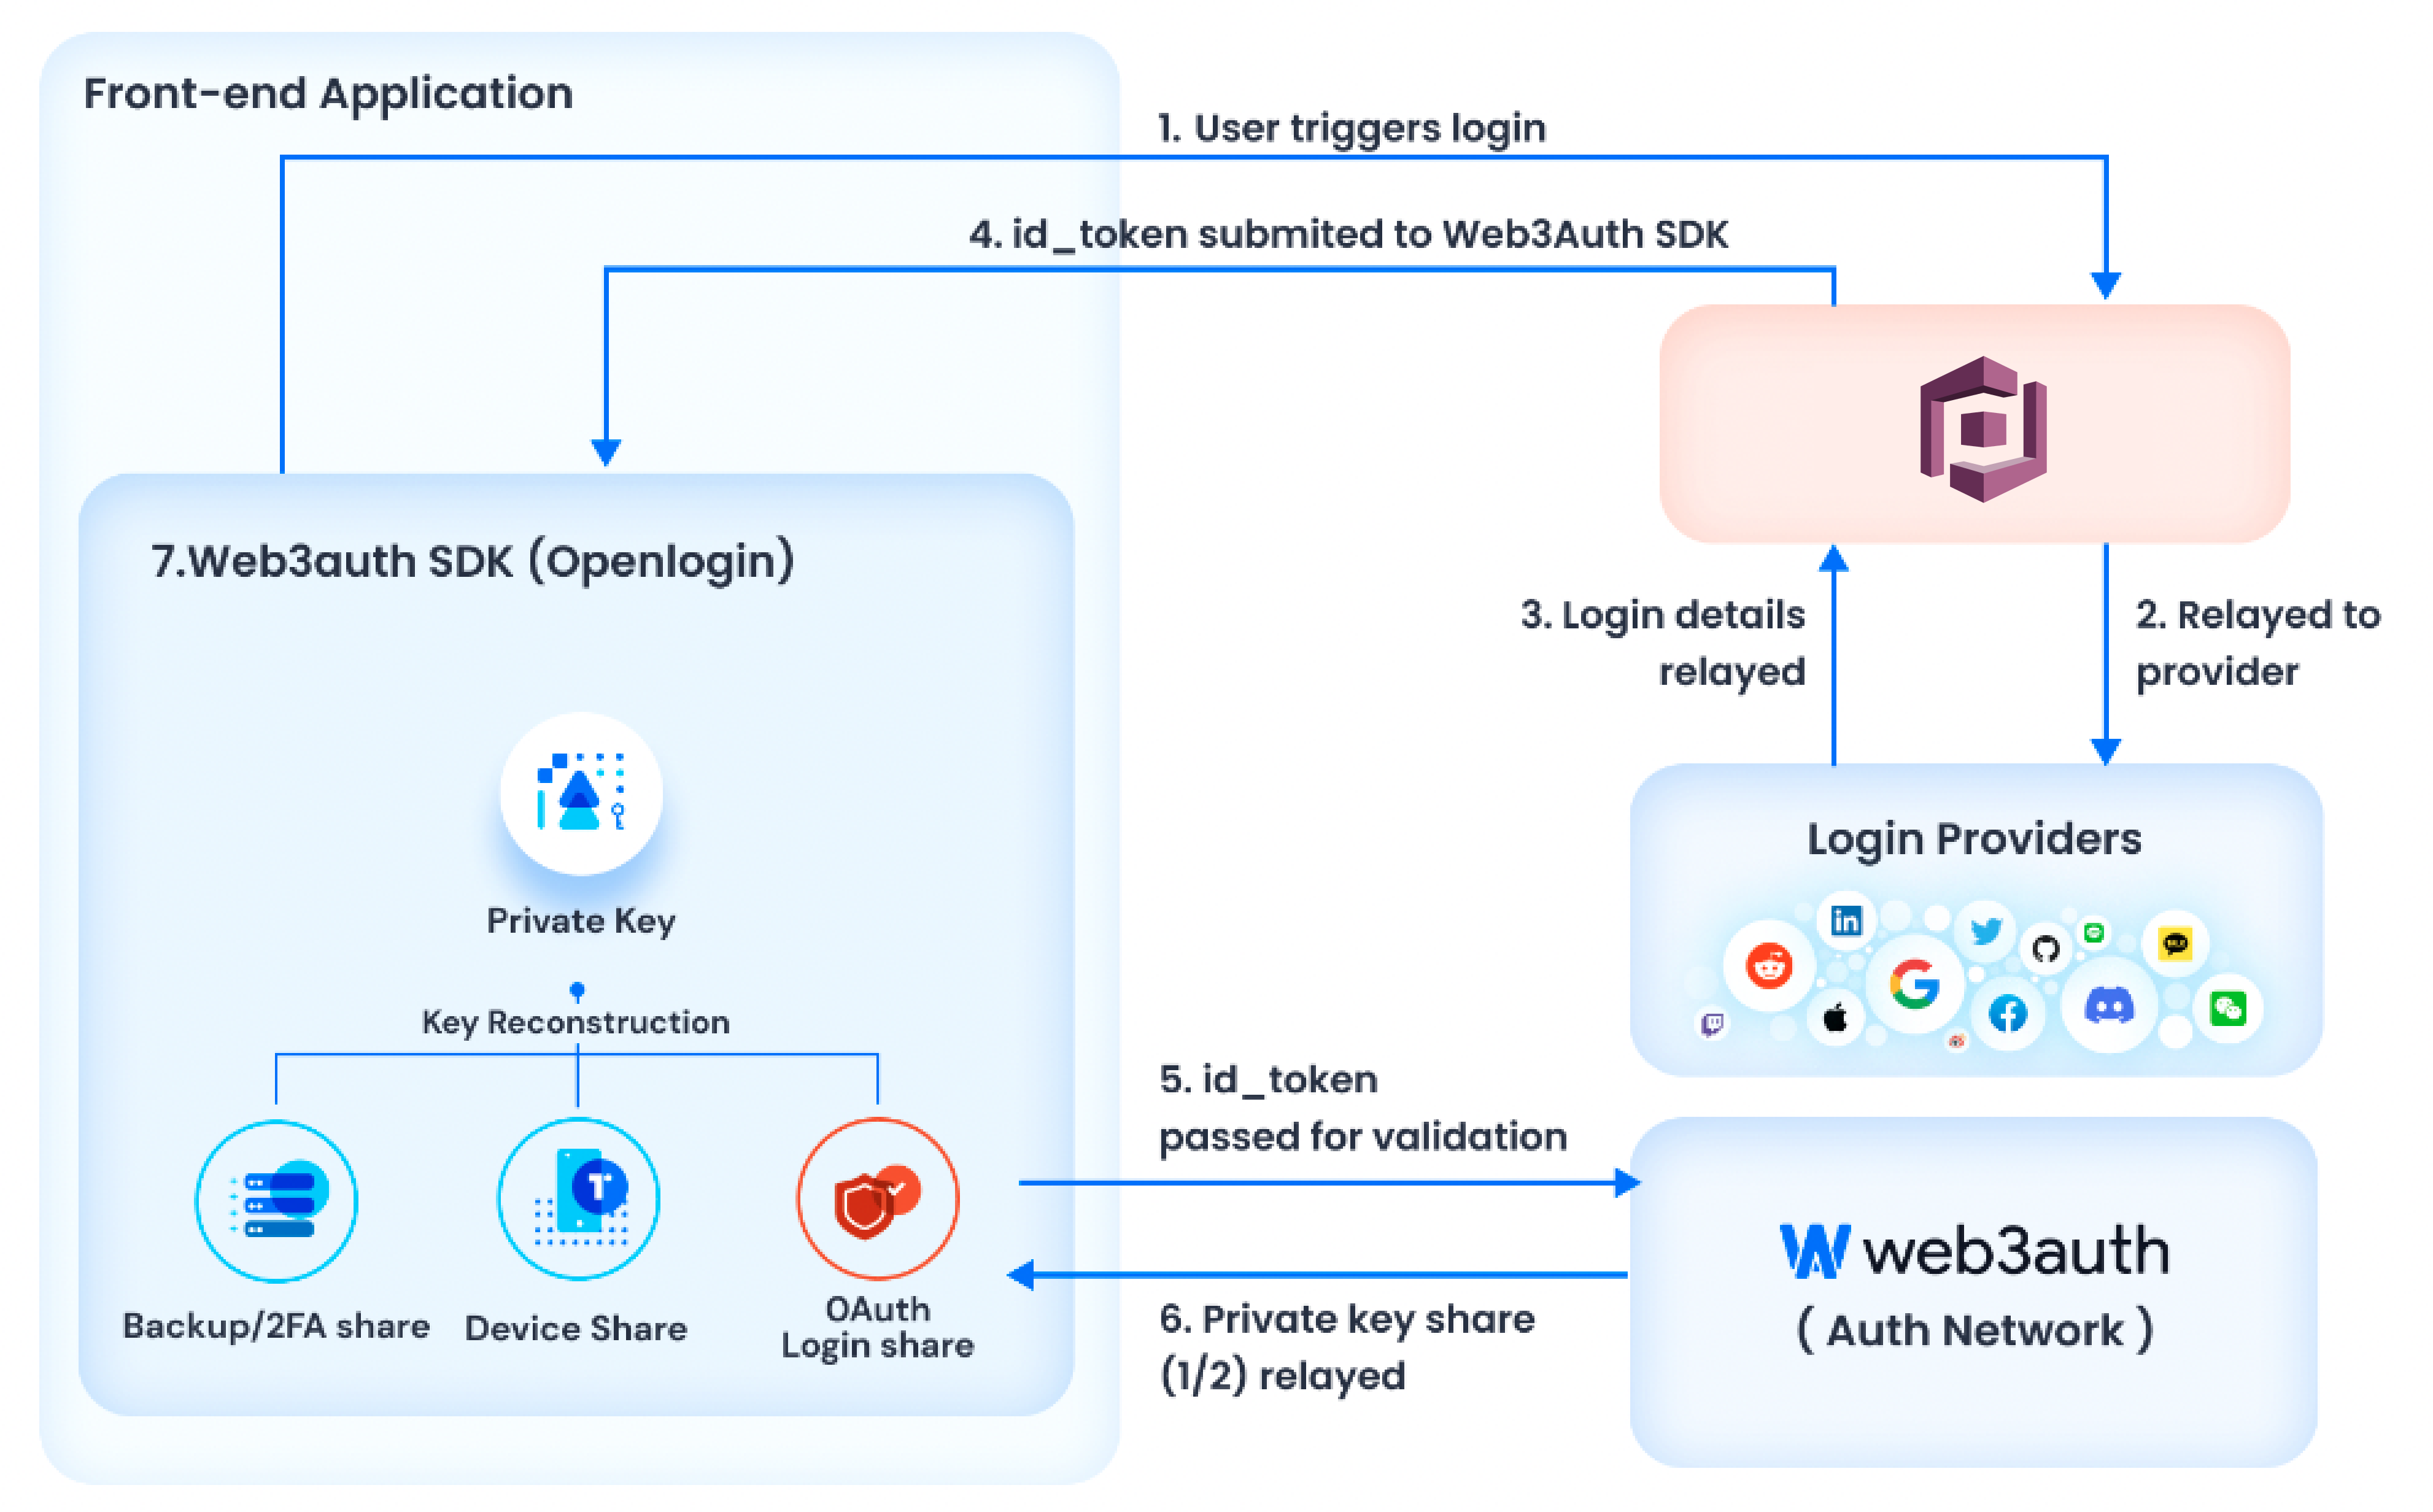 Front-end Application
1. User triggers login
4. id_token submited to Web3Auth SDK
7.Web3auth SDK (Openlogin)
3. Login details
relayed
2. Relayed to
provider
Private Key
Login Providers
in
Key Reconstruction
5. id_token
passed for validation
Backup/2FA share
Device Share
OAuth
Login share
6. Private key share
(1/2) relayed
web3auth
( Auth Network )